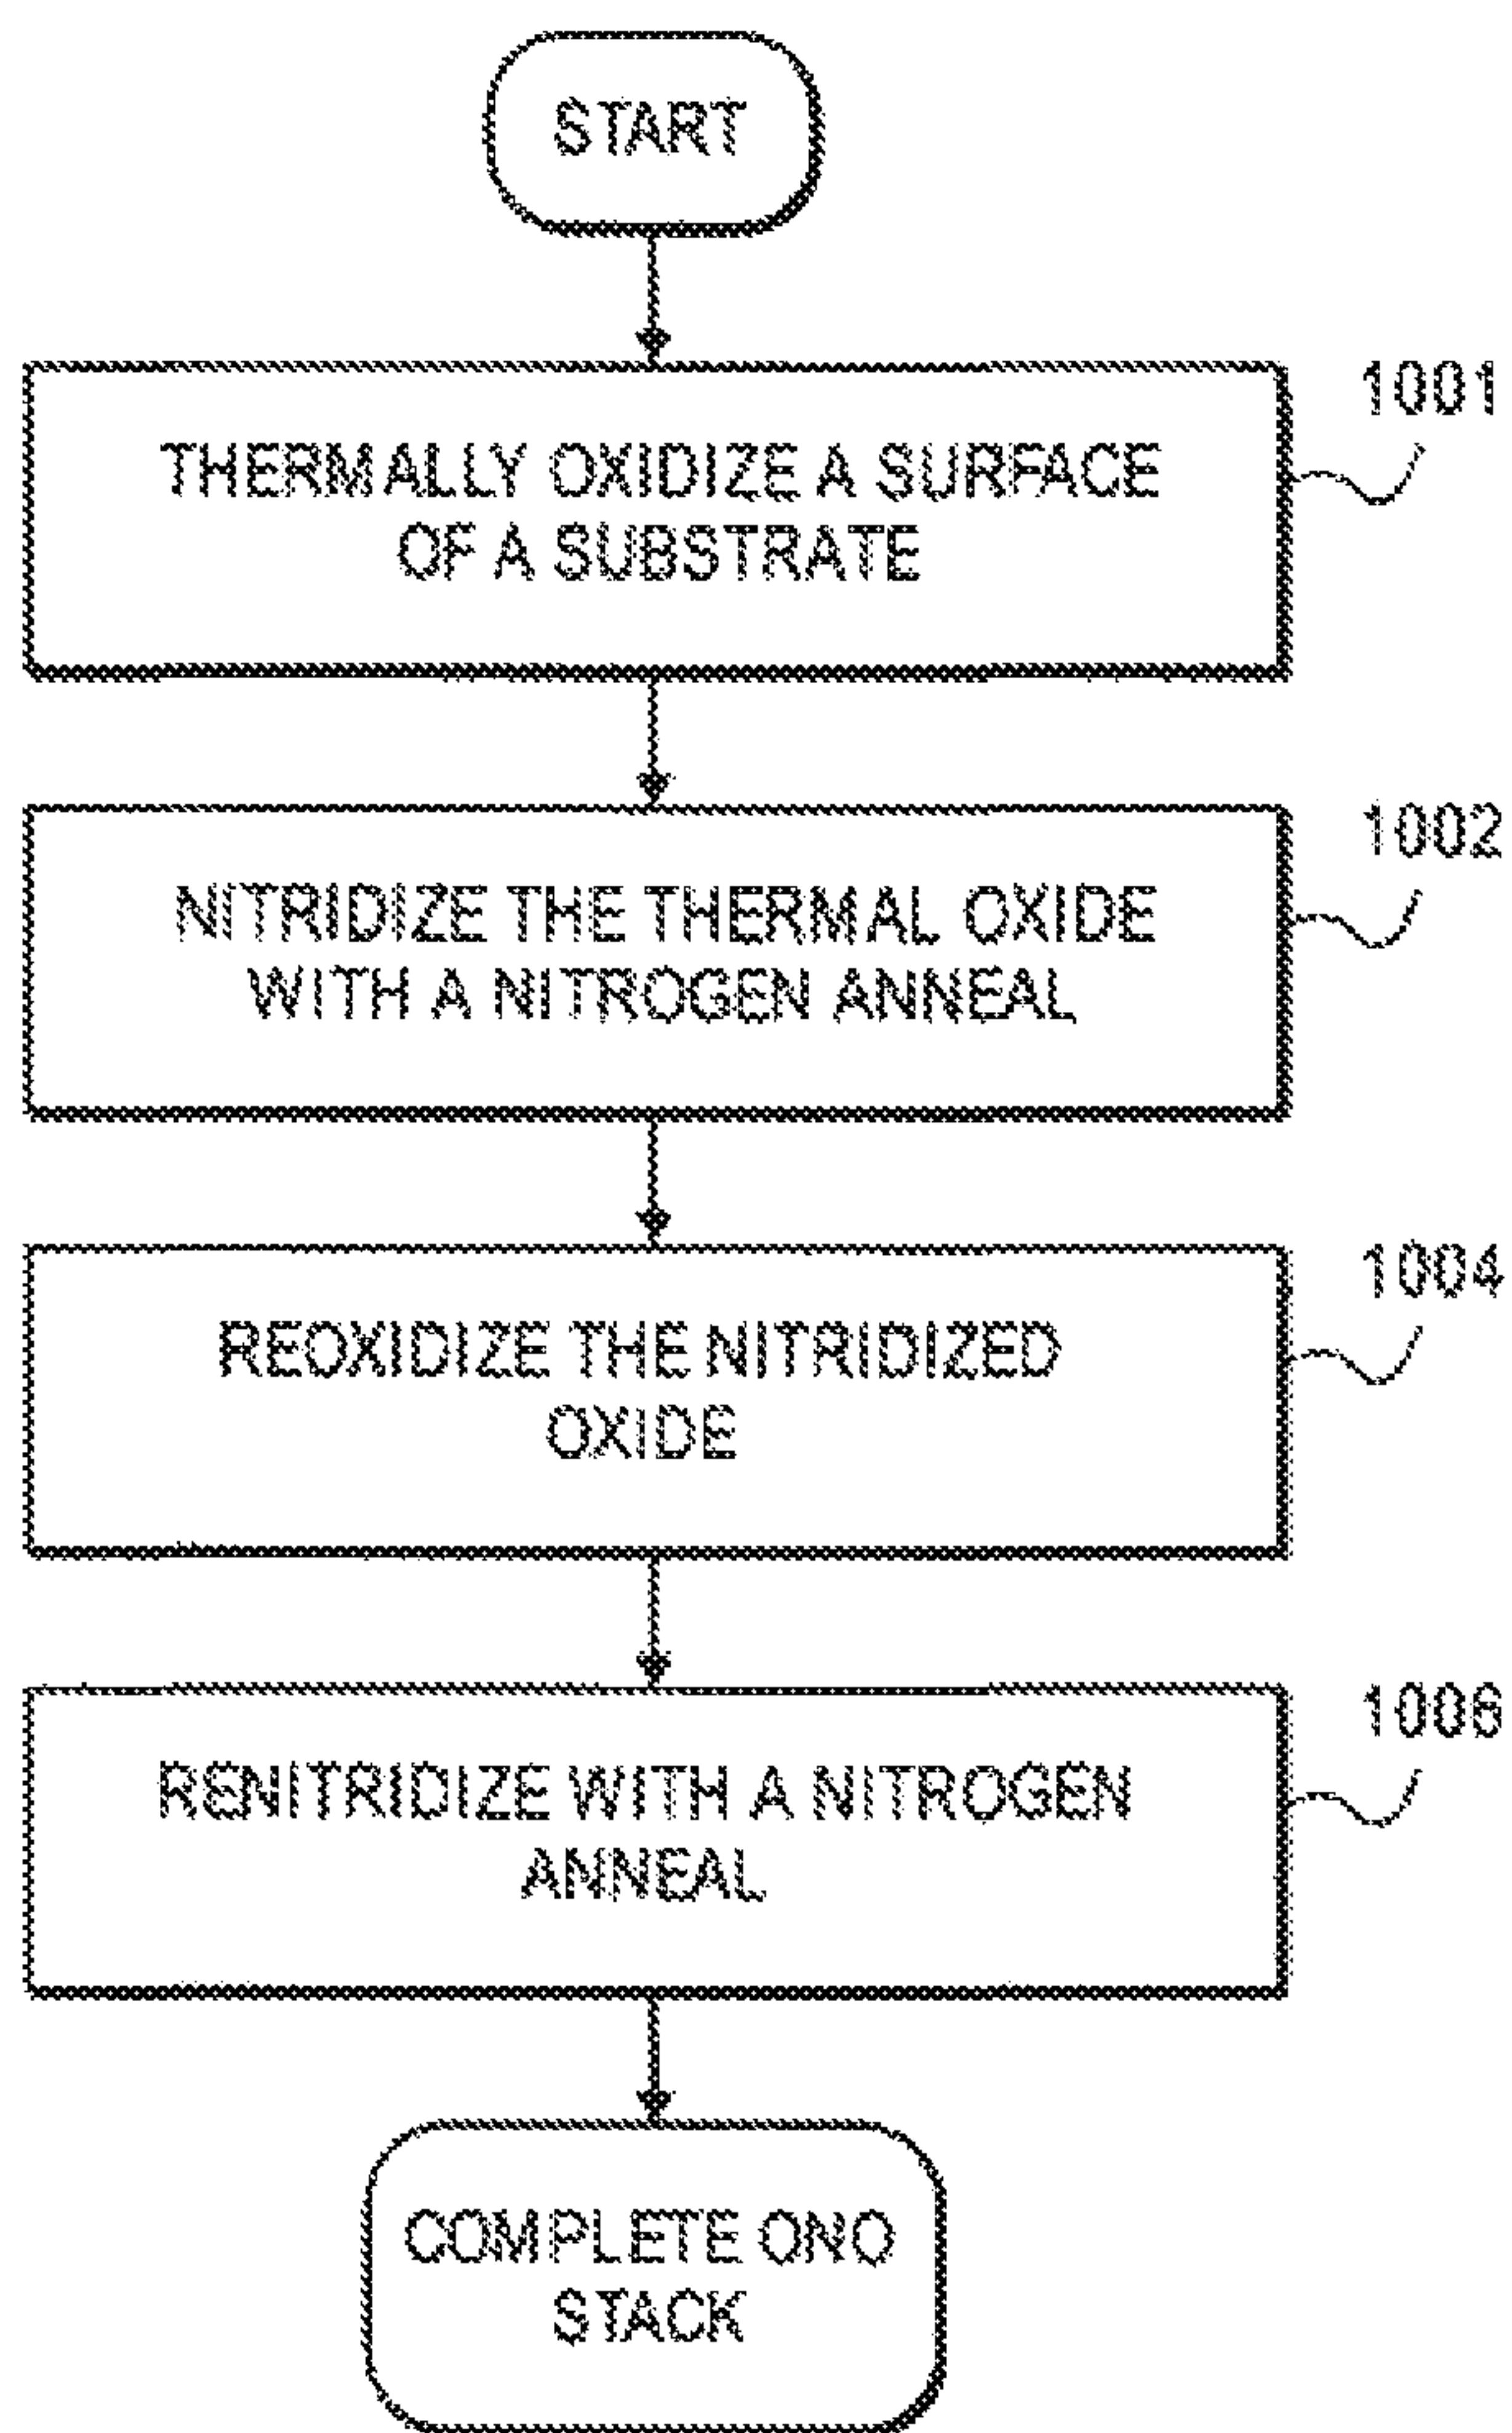 START
1001
THERMALLY OXIDIZE A SURFACE
OF A SUBSTRATE
1002
NITRIDIZE THE THERMAL OXIDE
WITH A NITROGEN ANNEAL
1004
REOXIDIZE THE NITRIDIZED
OXIDE
1006
RENITRIDIZE WITH A NITROGEN
ANNEAL
COMPLETE ONO
STACK